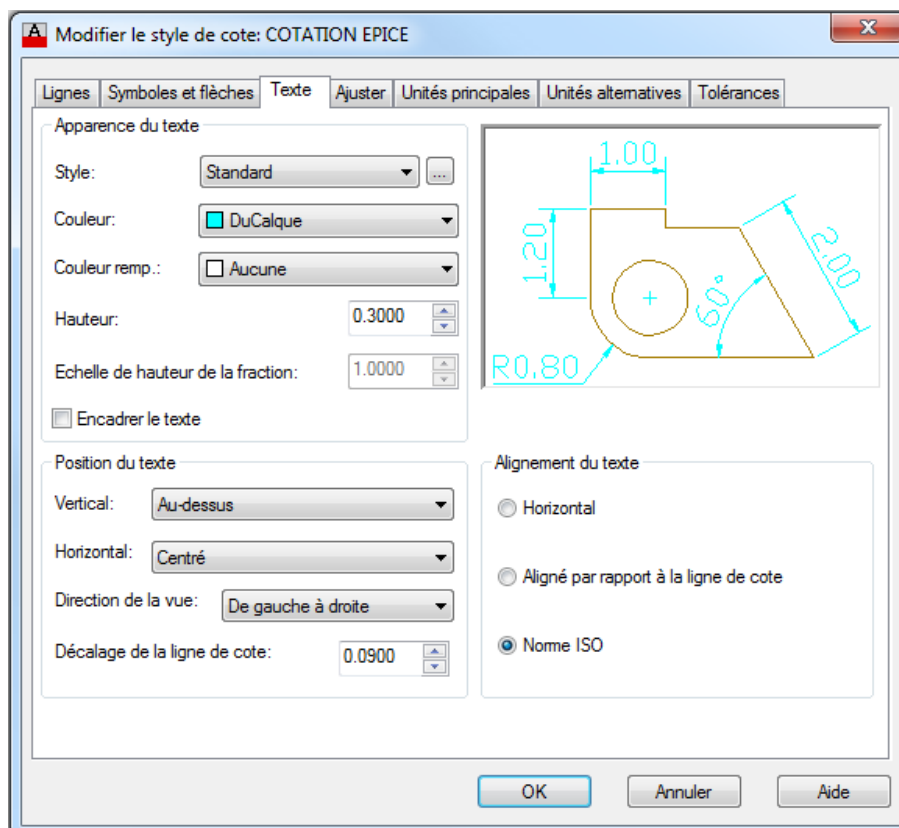 Modifier le style de cote: COTATION EPICE
Lignes Symboles et flèches Texte Ajuster Unités principales Unités alternatives Tolérances
Apparence du texte
Style: Standard ...
Couleur: DuCalque
Couleur remp.: Aucune
Hauteur: 0.3000
Echelle de hauteur de la fraction: 1.0000
Encadrer le texte
1.00
1.20
2.00
60°
R0.80
Position du texte
Vertical: Au-dessus
Horizontal: Centré
Direction de la vue: De gauche à droite
Décalage de la ligne de cote: 0.0900
Alignement du texte
Horizontal
Aligné par rapport à la ligne de cote
Norme ISO
OK Annuler Aide